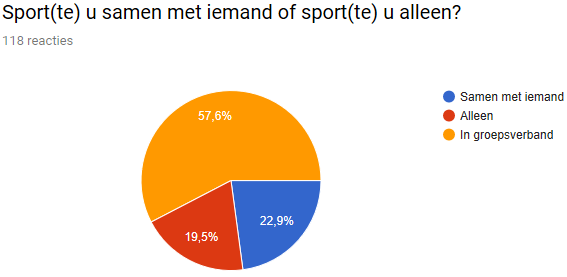 Sport(te) u samen met iemand of sport(te) u alleen?
118 reacties
57,6%
22,9%
19,5%
Samen met iemand
Alleen
In groepsverband